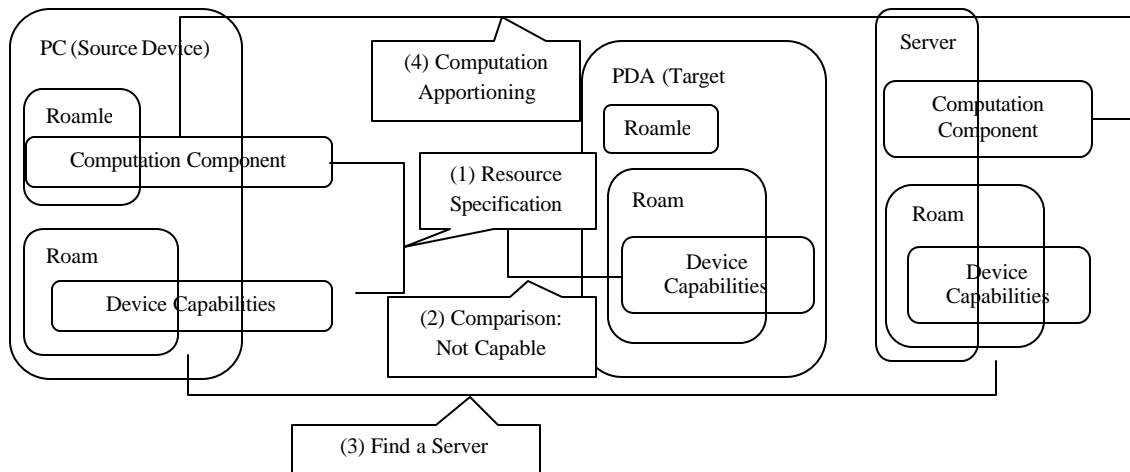 PC (Source Device)
Roamle
Computation Component
Roam
Device Capabilities
(4) Computation
Apportioning
(1) Resource
Specification
(2) Comparison:
Not Capable
(3) Find a Server
PDA (Target
Roamle
Roam
Device
Capabilities
Server
Computation
Component
Roam
Device
Capabilities